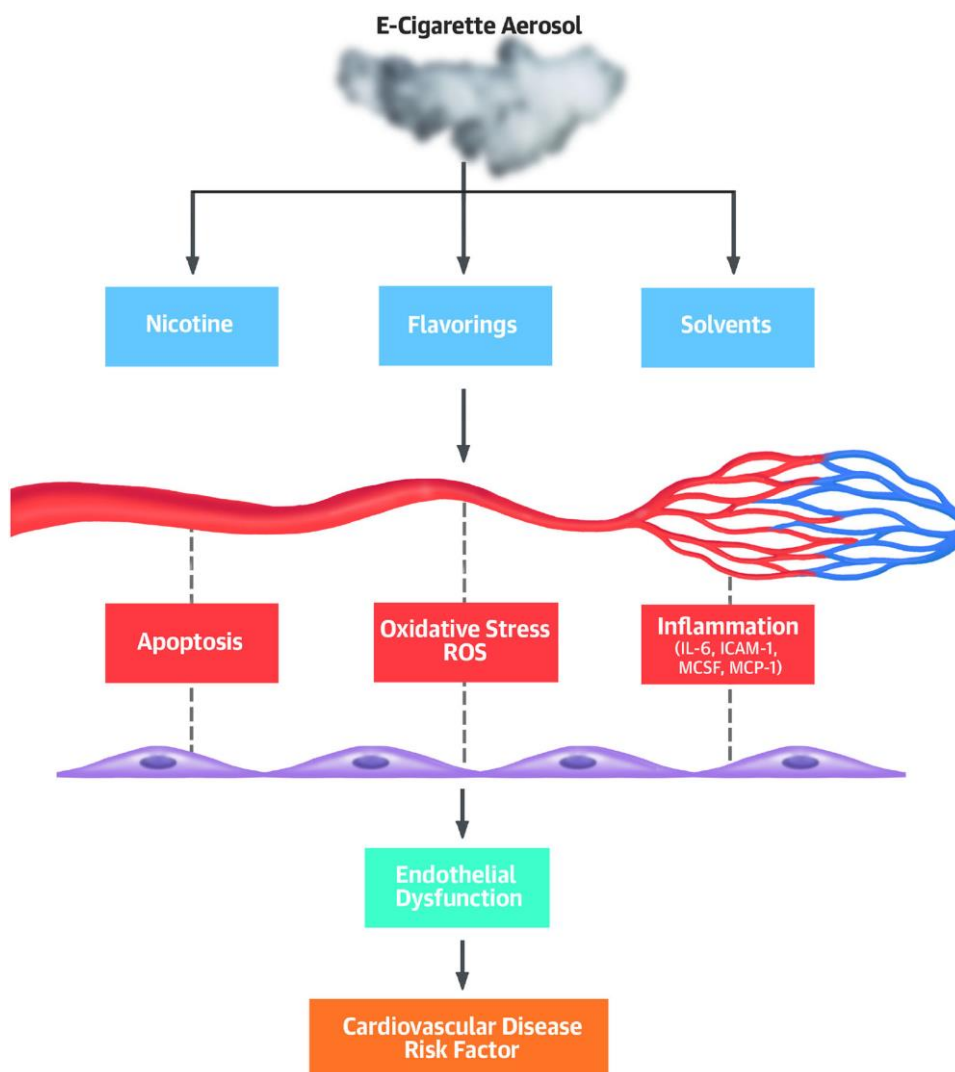 E-Cigarette Aerosol
Nicotine
Flavorings
Solvents
Apoptosis
Oxidative Stress
ROS
Inflammation
(IL-6, ICAM-1,
MCSF, MCP-1)
Endothelial
Dysfunction
Cardiovascular Disease
Risk Factor